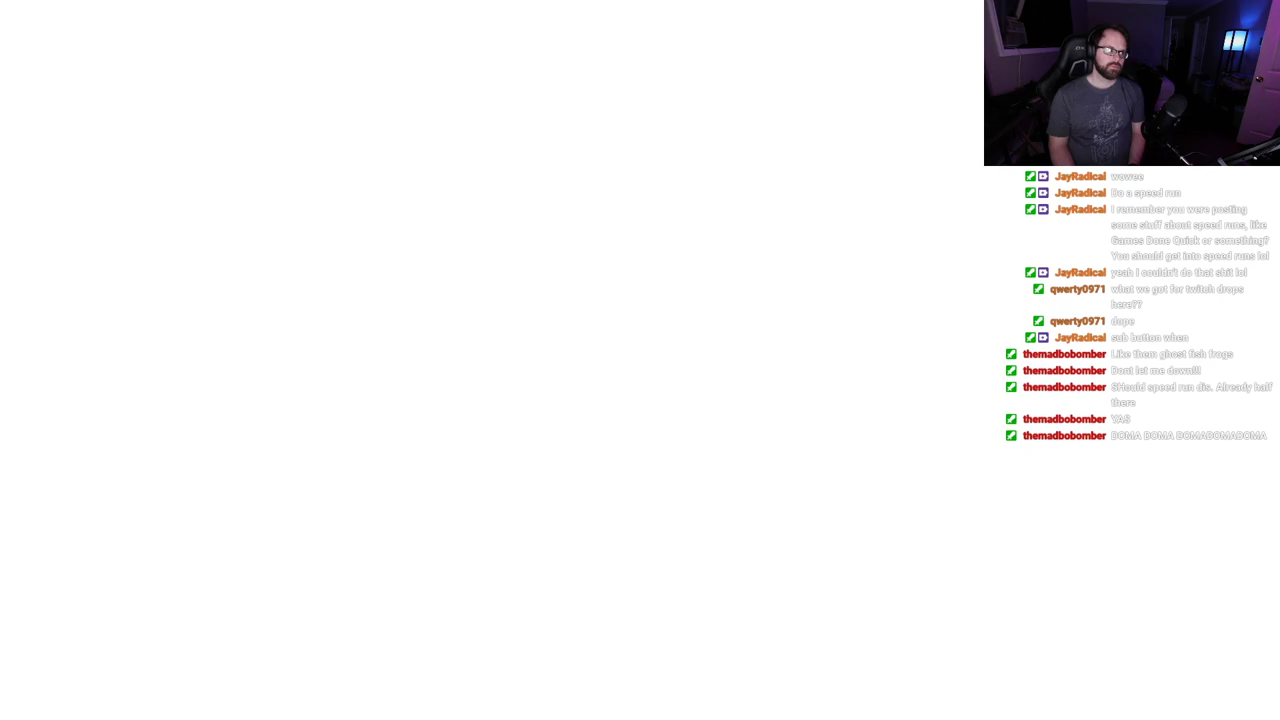 JayRadical wowee
JayRadical Do a speed run
JayRadical I remember you were posting
some stuff about speed runs, like
Games Done Quick or something?
You should get into speed runs lol
JayRadical yeah I couldn't do that shit lol
qwerty0971 what we got for twitch drops
here??
qwerty0971 dope
JayRadical sub button when
themadbobomber Like them ghost fish frogs
themadbobomber Dont let me down!!!
themadbobomber SHould speed run dis. Already half
there
themadbobomber YAS
themadbobomber DOMA DOMA DOMADOMADOMA